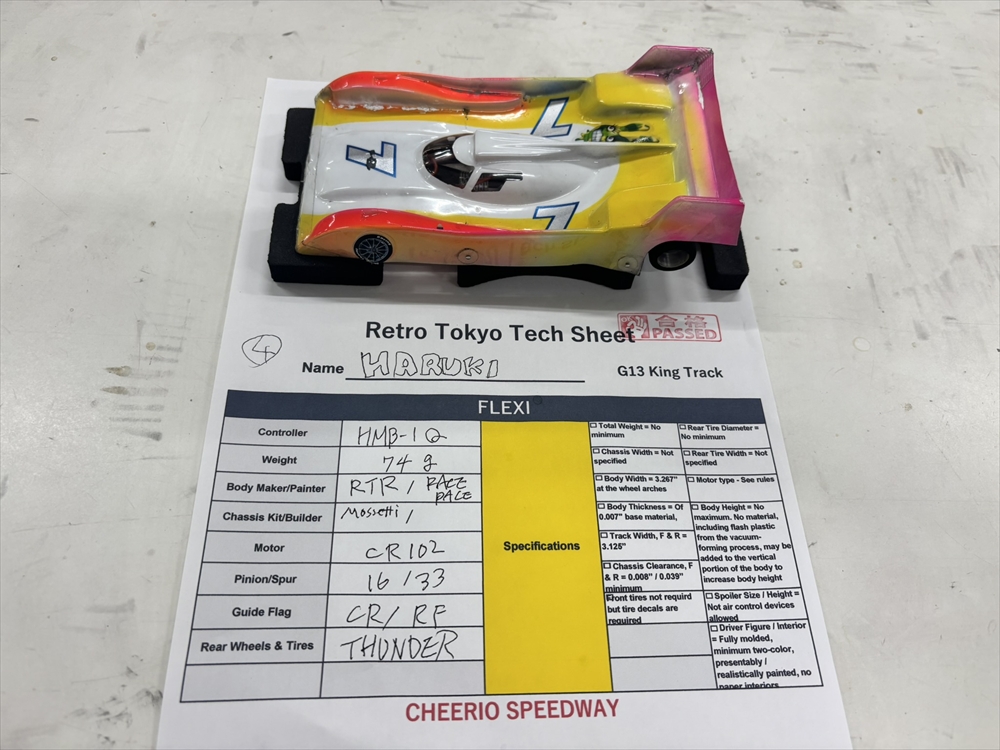 7
7
7
Retro Tokyo Tech Sheet
合格
PASSED
4
Name HARUKI
G13 King Track
FLEXI
Controller HMB-1Q
Weight 74 g
Body Maker/Painter RTR / RACE PACE
Chassis Kit/Builder Mossetti /
Motor CR102
Pinion/Spur 16 / 33
Guide Flag CR / RF
Rear Wheels & Tires THUNDER
Specifications
☐ Total Weight = No
minimum
☐ Chassis Width = Not
specified
☐ Body Width = 3.267"
at the wheel arches
☐ Body Thickness = Of
0.007" base material,
☐ Track Width, F & R =
3.125"
☐ Chassis Clearance, F
& R = 0.008" / 0.039"
minimum
Front tires not requird
but tire decals are
required
☐ Rear Tire Diameter =
No minimum
☐ Rear Tire Width = Not
specified
☐ Motor type - See rules
☐ Body Height = No
maximum. No material,
including flash plastic
from the vacuum-
forming process, may be
added to the vertical
portion of the body to
increase body height
☐ Spoiler Size / Height =
Not air control devices
allowed
☐ Driver Figure / Interior
= Fully molded,
minimum two-color,
presentably /
realistically painted, no
paper interiors
CHEERIO SPEEDWAY